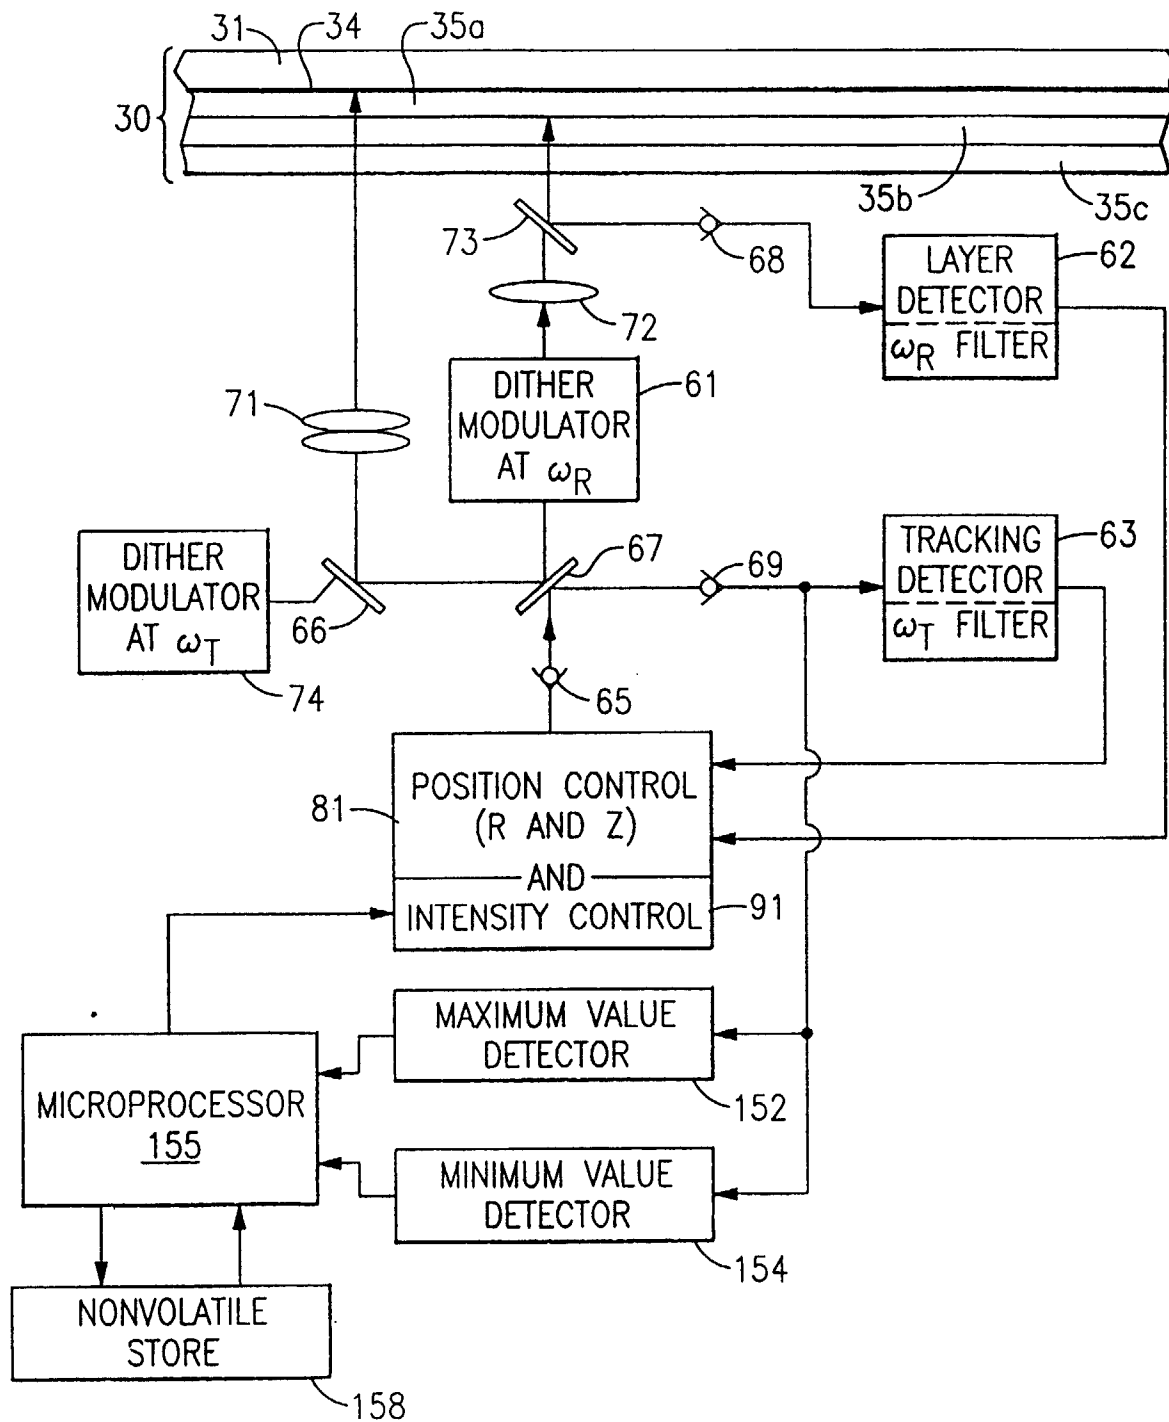 31
34
35a
30
35b
35c
73
68
LAYER
DETECTOR
ωR FILTER
62
72
71
DITHER
MODULATOR
AT ωR
61
DITHER
MODULATOR
AT ωT
74
66
67
69
TRACKING
DETECTOR
ωT FILTER
63
65
81
POSITION CONTROL
(R AND Z)
AND
INTENSITY CONTROL
91
MAXIMUM VALUE
DETECTOR
152
MICROPROCESSOR
155
MINIMUM VALUE
DETECTOR
154
NONVOLATILE
STORE
158